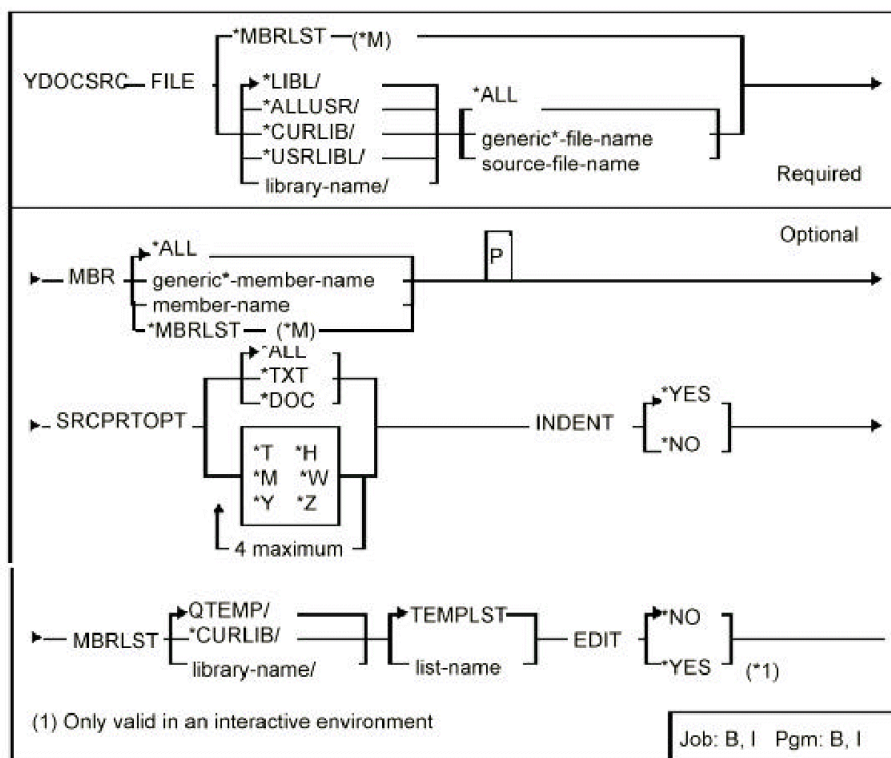 *MBRLST (*M)
YDOCSRC FILE
*LIBL/
*ALLUSR/
*CURLIB/
*USRLIBL/
library-name/
*ALL
generic*-file-name
source-file-name
Required
Optional
MBR
*ALL
generic*-member-name
member-name
*MBRLST (*M)
P
SRCPRTOPT
*ALL
*TXT
*DOC
*T *H
*M *W
*Y *Z
4 maximum
INDENT
*YES
*NO
MBRLST
QTEMP/
*CURLIB/
library-name/
TEMPLST
list-name
EDIT
*NO
*YES (*1)
(1) Only valid in an interactive environment
Job: B, I Pgm: B, I